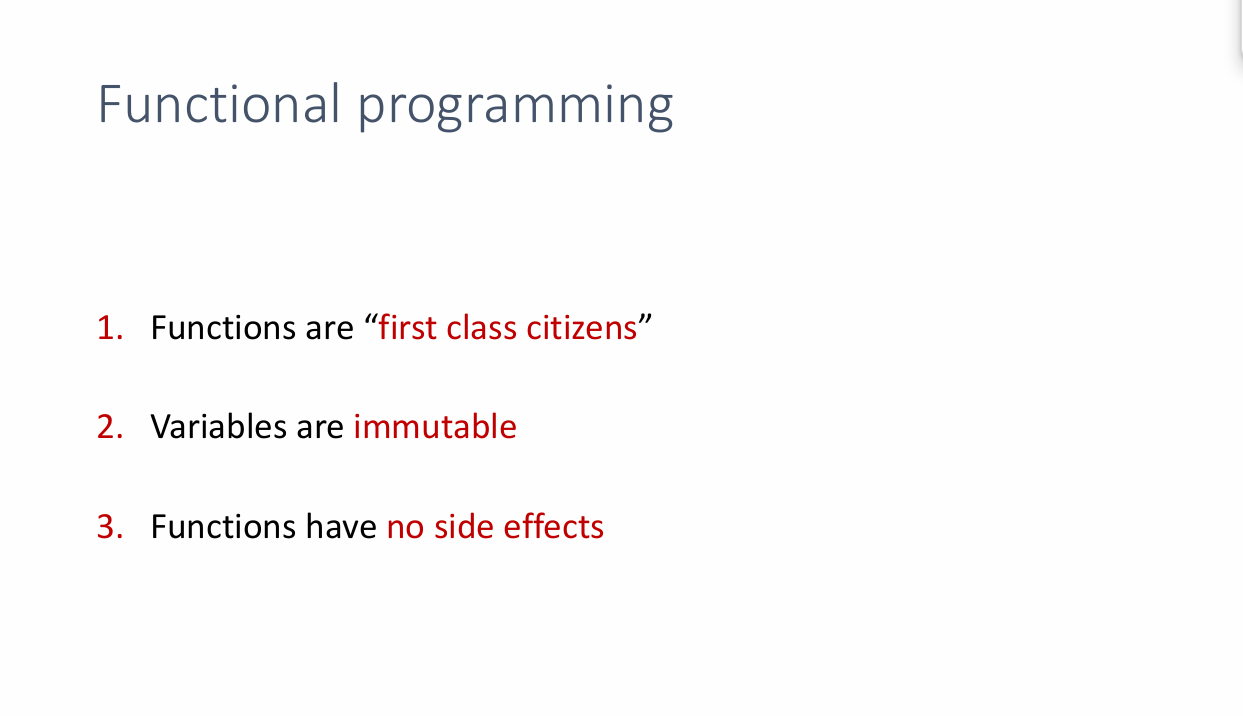 Functional programming
1. Functions are “first class citizens”
2. Variables are immutable
3. Functions have no side effects